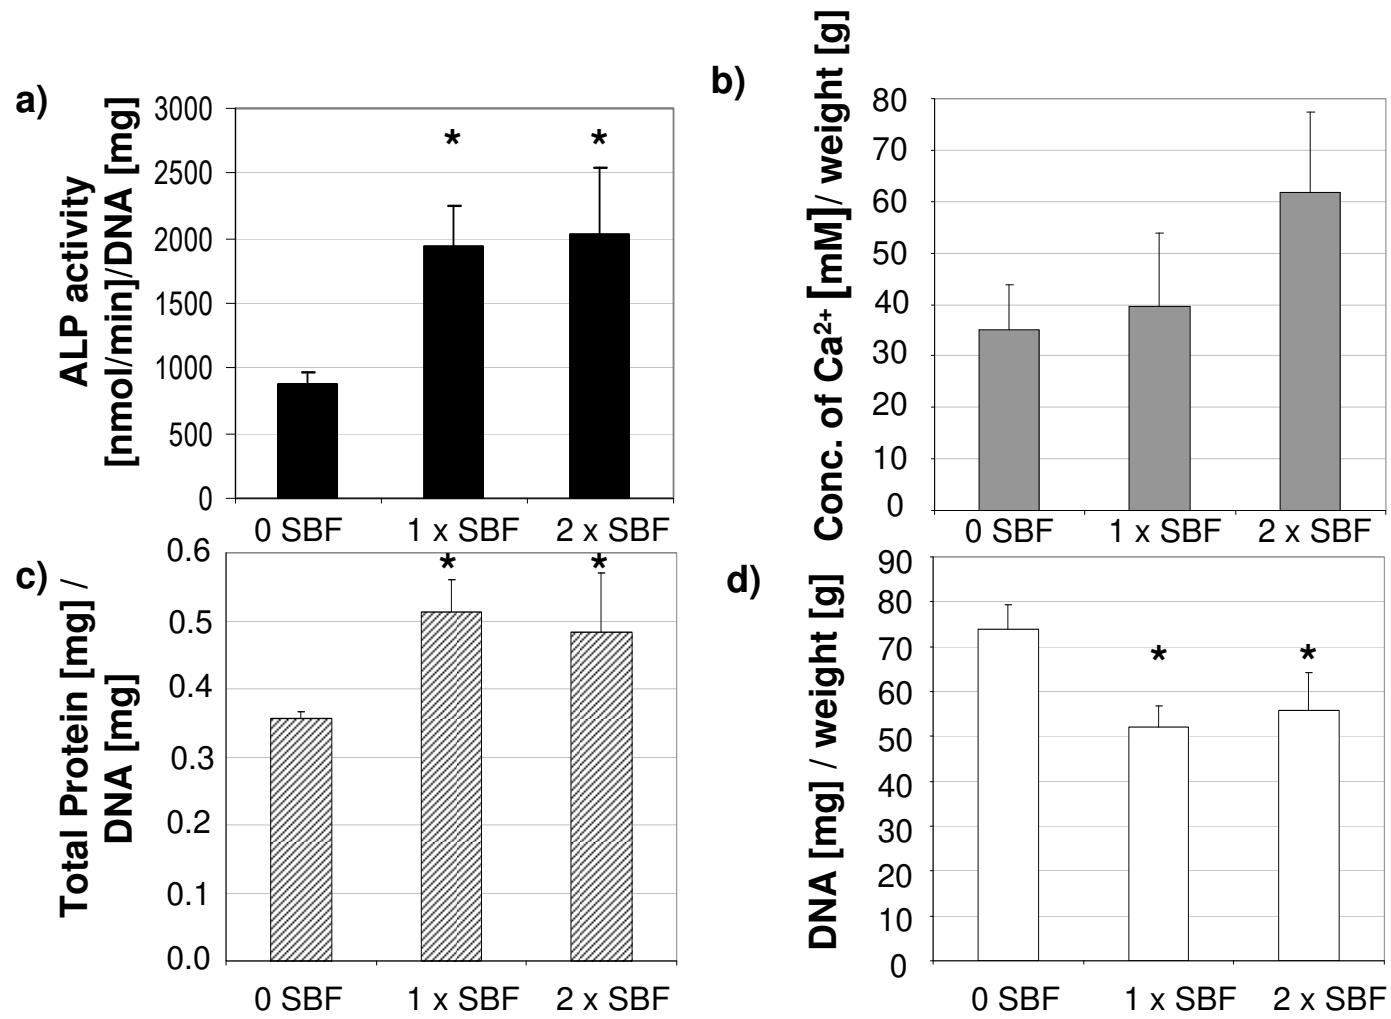 a)
ALP activity
[nmol/min]/DNA [mg]
3000
2500
2000
1500
1000
500
0
*
*
0 SBF
1 x SBF
2 x SBF
b)
Conc. of Ca²⁺ [mM]/ weight [g]
80
70
60
50
40
30
20
10
0
0 SBF
1 x SBF
2 x SBF
c)
Total Protein [mg] /
DNA [mg]
0.6
0.5
0.4
0.3
0.2
0.1
0.0
*
*
0 SBF
1 x SBF
2 x SBF
d)
DNA [mg] / weight [g]
90
80
70
60
50
40
30
20
10
0
*
*
0 SBF
1 x SBF
2 x SBF